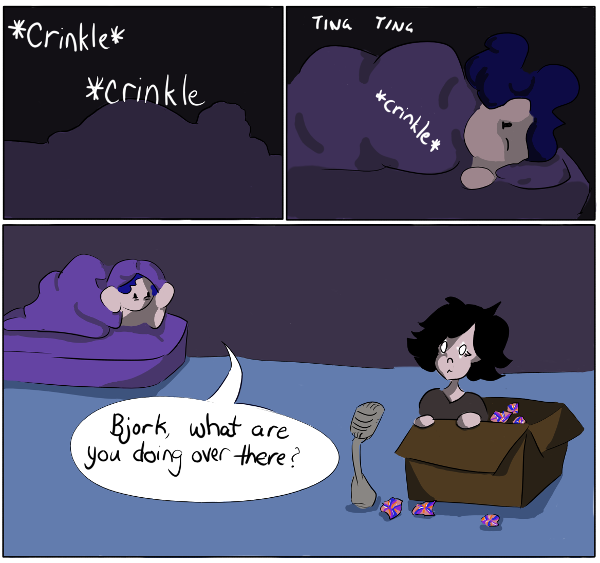 *Crinkle*
*Crinkle
TING TING
*Crinkle*
Bjork, what are
you doing over there?